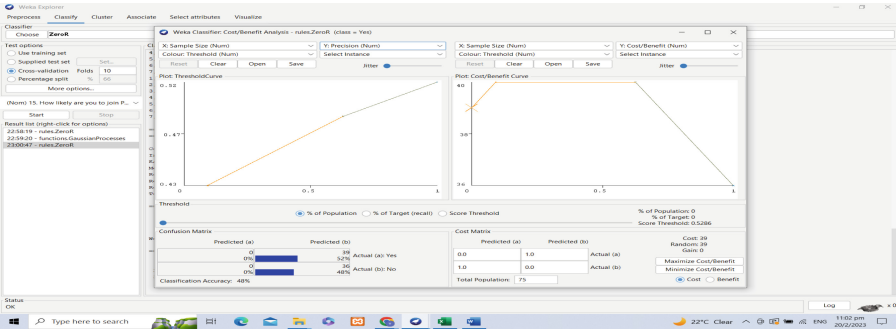 Weka Explorer
Preprocess Classify Cluster Associate Select attributes Visualize
Classifier
Choose ZeroR
Test options
Use training set
Supplied test set Set...
Cross-validation Folds 10
Percentage split % 66
More options...
(Nom) 15. How likely are you to join P...
Start Stop
Result list (right-click for options)
22:58:19 - rules.ZeroR
22:59:20 - functions.GaussianProcesses
23:00:47 - rules.ZeroR
Weka Classifier: Cost/Benefit Analysis - rules.ZeroR (class = Yes)
X: Sample Size (Num) Y: Precision (Num)
Colour: Threshold (Num) Select Instance
Reset Clear Open Save Jitter
Plot: ThresholdCurve
0.52
0.47
0.43
0 0.5 1
X: Sample Size (Num) Y: Cost/Benefit (Num)
Colour: Threshold (Num) Select Instance
Reset Clear Open Save Jitter
Plot: Cost/Benefit Curve
40
38
36
0 0.5 1
Threshold
% of Population % of Target (recall) Score Threshold
% of Population: 0
% of Target: 0
Score Threshold: 0.5286
Confusion Matrix
Predicted (a) Predicted (b)
0 39
0% 52% Actual (a): Yes
0 36
0% 48% Actual (b): No
Classification Accuracy: 48%
Cost Matrix
Predicted (a) Predicted (b)
0.0 1.0 Actual (a)
1.0 0.0 Actual (b)
Total Population: 75
Cost: 39
Random: 39
Gain: 0
Maximize Cost/Benefit
Minimize Cost/Benefit
Cost Benefit
Status
OK
Log x 0
Type here to search
22°C Clear ENG 11:02 pm
20/2/2023